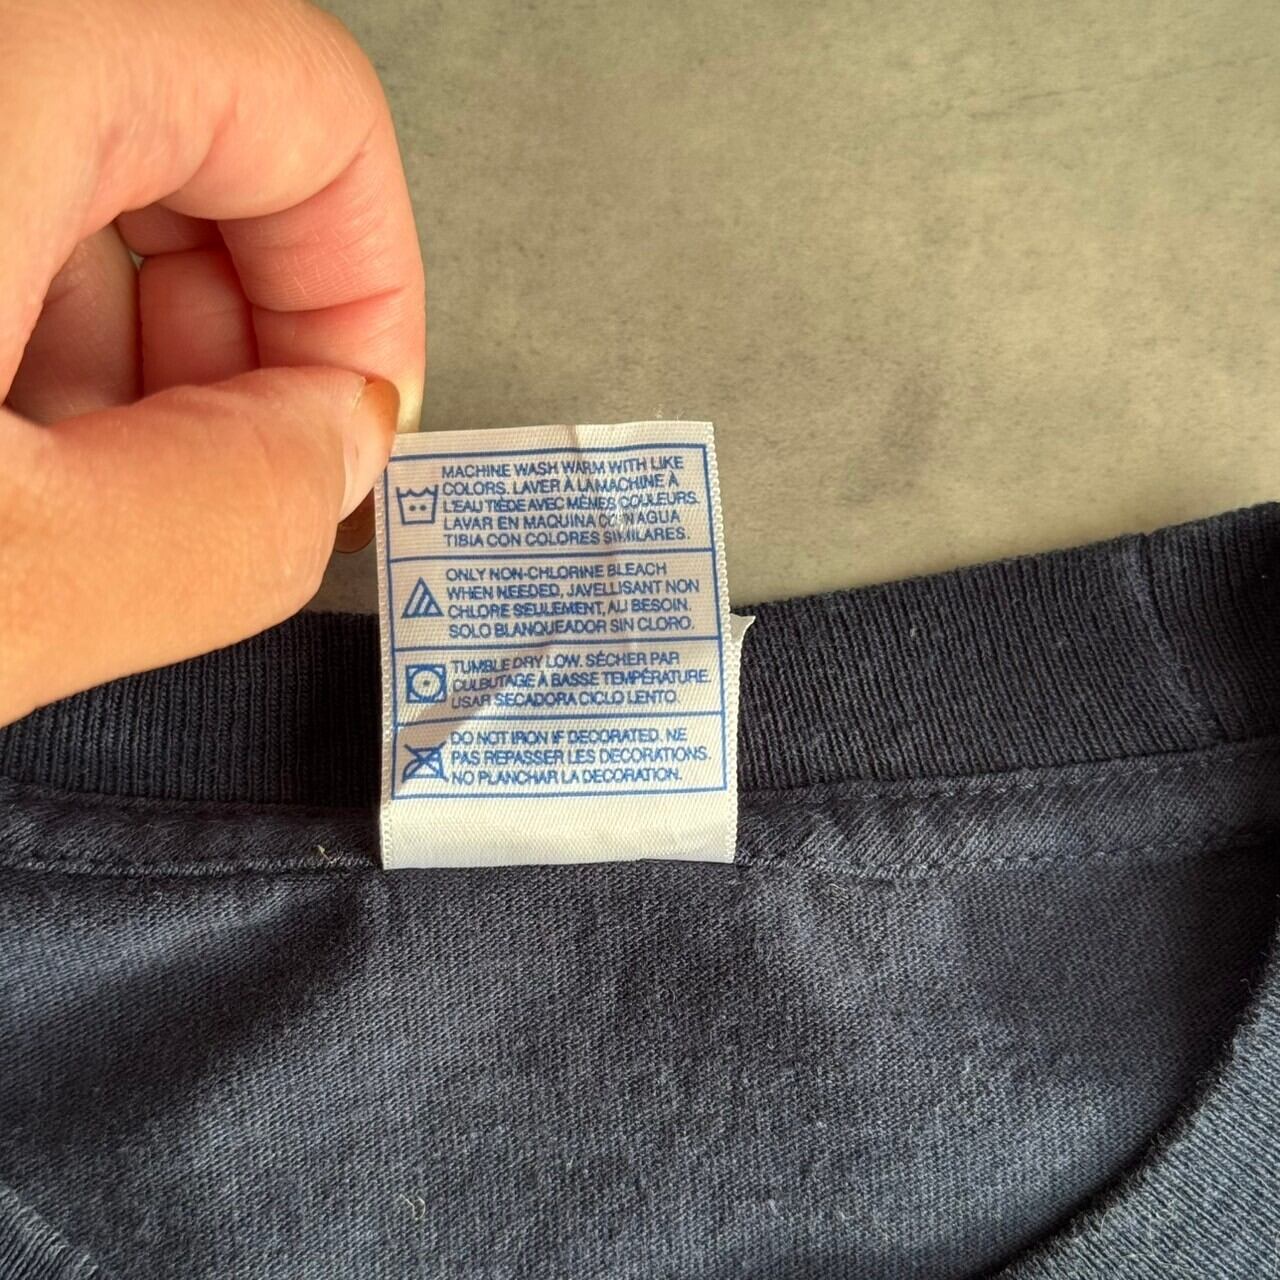 MACHINE WASH WARM WITH LIKE
COLORS. LAVER A LA MACHINE À
L'EAU TIÈDE AVEC MÊMES COULEURS.
LAVAR EN MAQUINA CON AGUA
TIBIA CON COLORES SIMILARES.
ONLY NON-CHLORINE BLEACH
WHEN NEEDED, JAVELLISANT NON
CHLORE SEULEMENT, AU BESOIN.
SOLO BLANQUEADOR SIN CLORO.
TUMBLE DRY LOW. SÉCHER PAR
CULBUTAGE À BASSE TEMPÉRATURE.
USAR SECADORA CICLO LENTO.
DO NOT IRON IF DECORATED. NE
PAS REPASSER LES DECORATIONS.
NO PLANCHAR LA DECORATION.